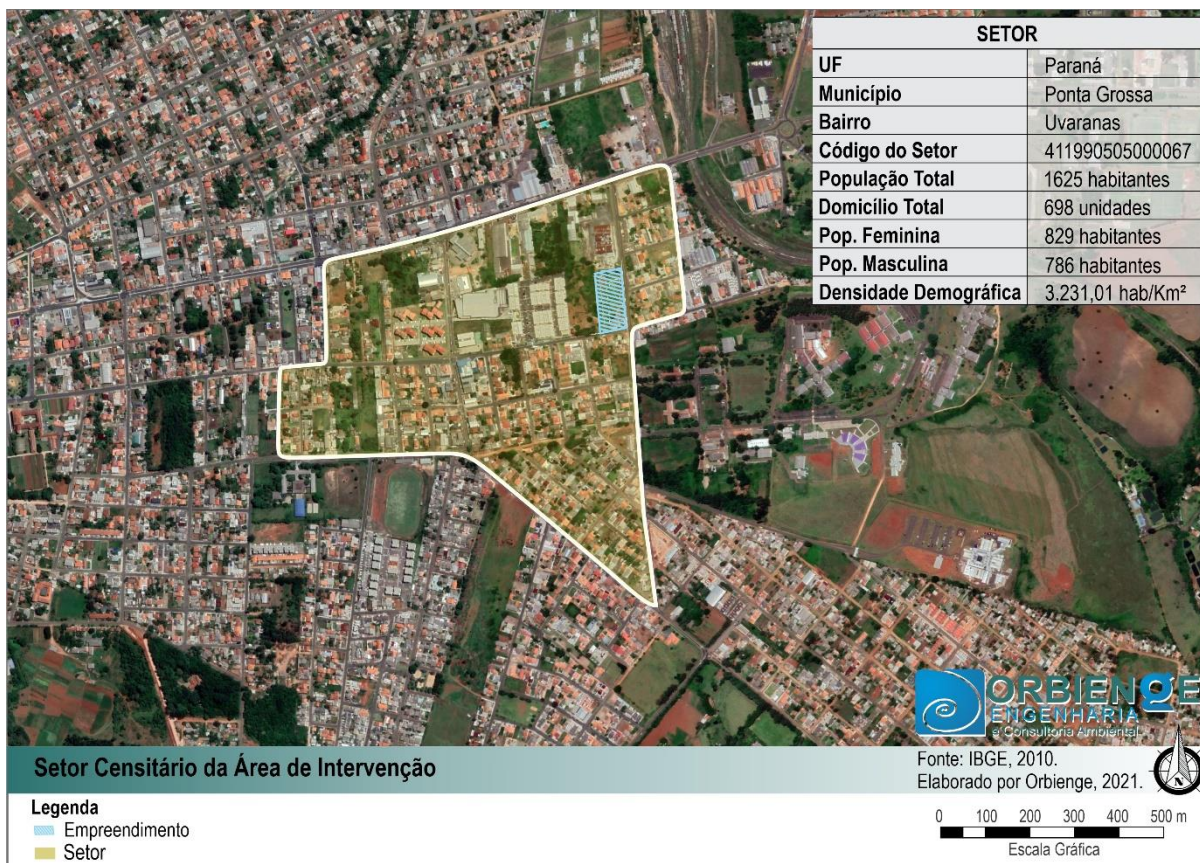 SETOR
UF Paraná
Município Ponta Grossa
Bairro Uvaranas
Código do Setor 411990505000067
População Total 1625 habitantes
Domicílio Total 698 unidades
Pop. Feminina 829 habitantes
Pop. Masculina 786 habitantes
Densidade Demográfica 3.231,01 hab/Km²
ORBIENGE
ENGENHARIA
e Consultoria Ambiental
Setor Censitário da Área de Intervenção
Fonte: IBGE, 2010.
Elaborado por Orbienge, 2021.
N
Legenda
Empreendimento
Setor
0 100 200 300 400 500 m
Escala Gráfica